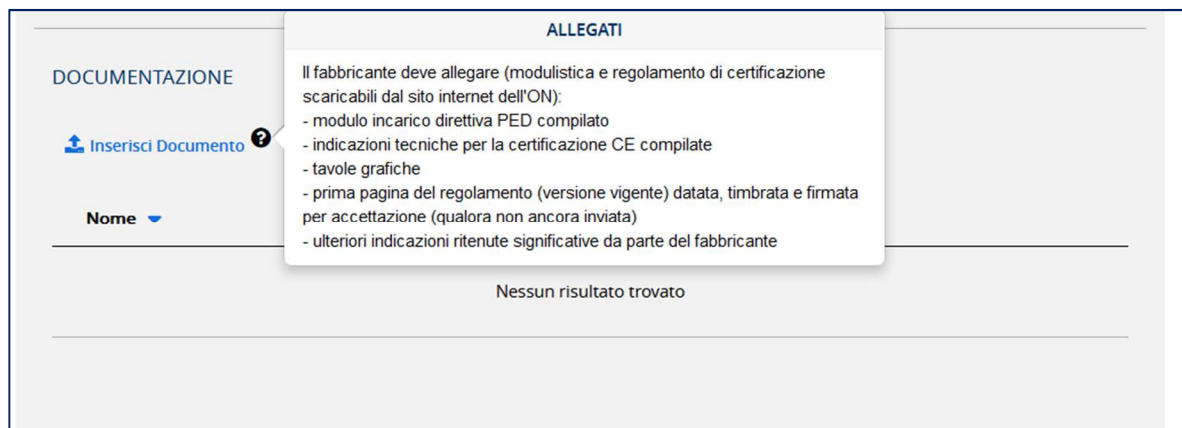 ALLEGATI
DOCUMENTAZIONE
Il fabbricante deve allegare (modulistica e regolamento di certificazione
scaricabili dal sito internet dell'ON):
- modulo incarico direttiva PED compilato
- indicazioni tecniche per la certificazione CE compilate
- tavole grafiche
- prima pagina del regolamento (versione vigente) datata, timbrata e firmata
per accettazione (qualora non ancora inviata)
- ulteriori indicazioni ritenute significative da parte del fabbricante
Inserisci Documento ?
Nome
Nessun risultato trovato